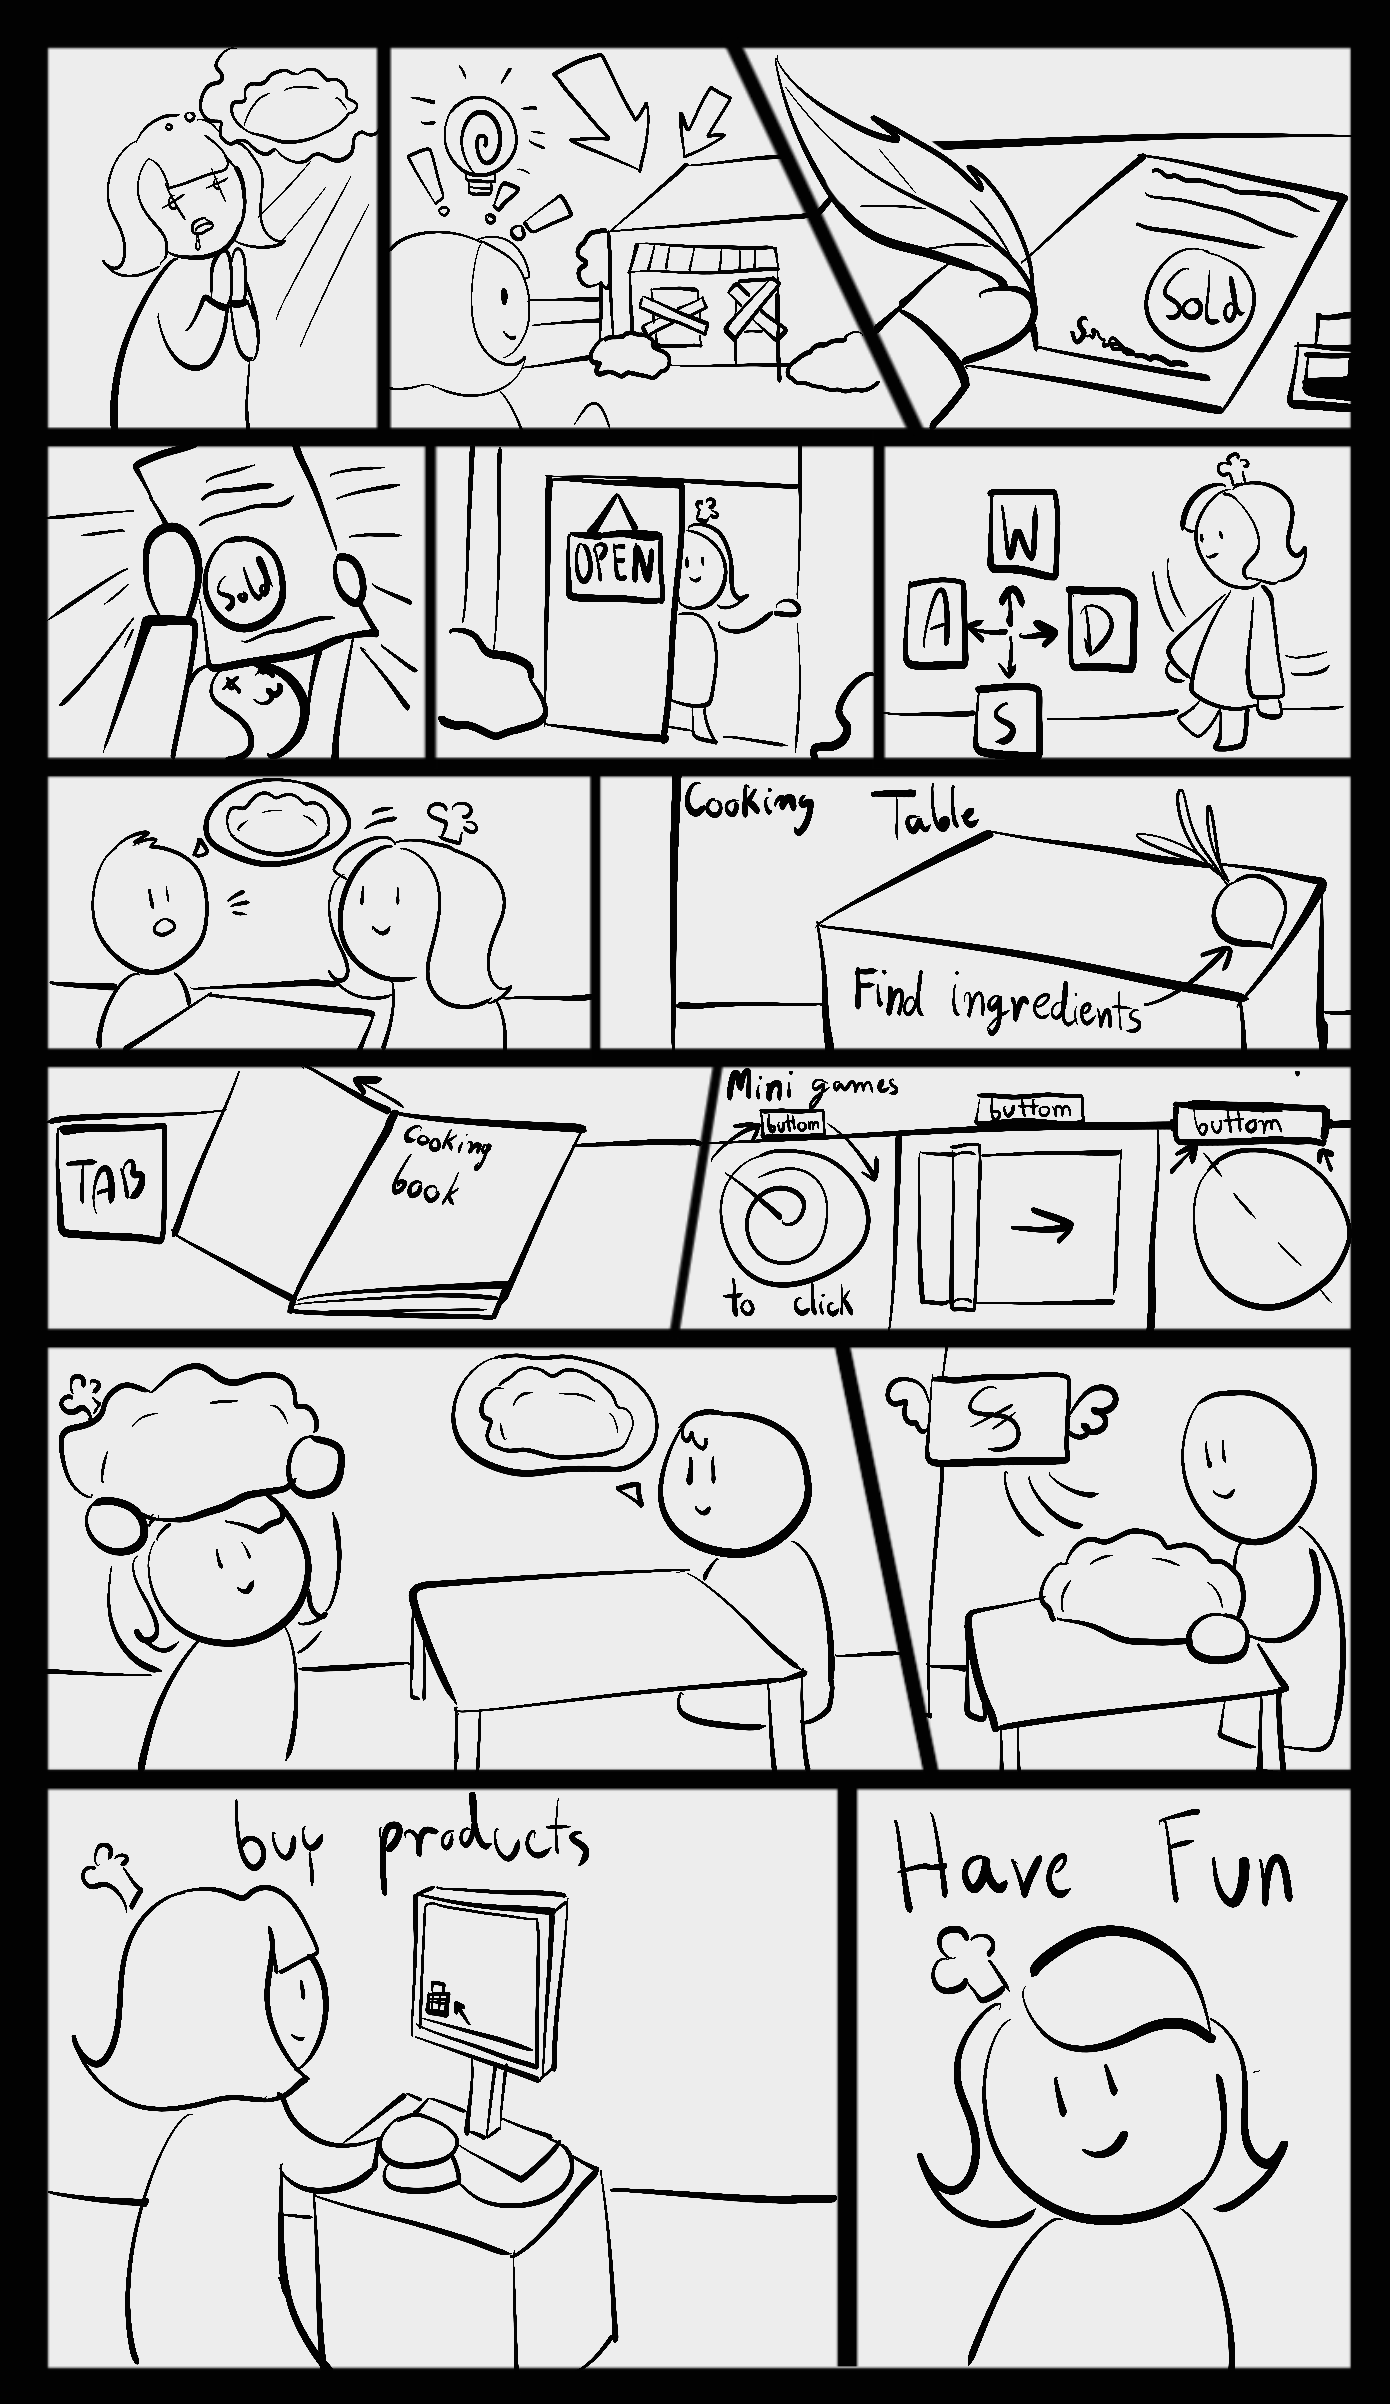 Sold
Sold
OPEN
W
A
D
S
Cooking Table
Find ingredients
TAB
Cooking
book
Mini games
buttom
buttom
buttom
to click
$
buy products
Have Fun